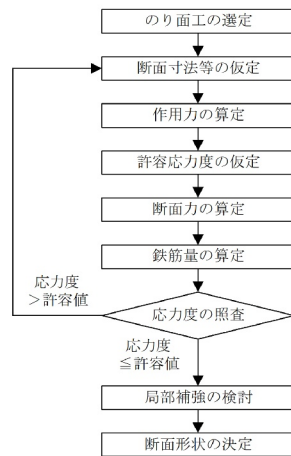 のり面工の選定
断面寸法等の仮定
作用力の算定
許容応力度の仮定
断面力の算定
鉄筋量の算定
応力度
＞許容値
応力度の照査
応力度
≦許容値
局部補強の検討
断面形状の決定